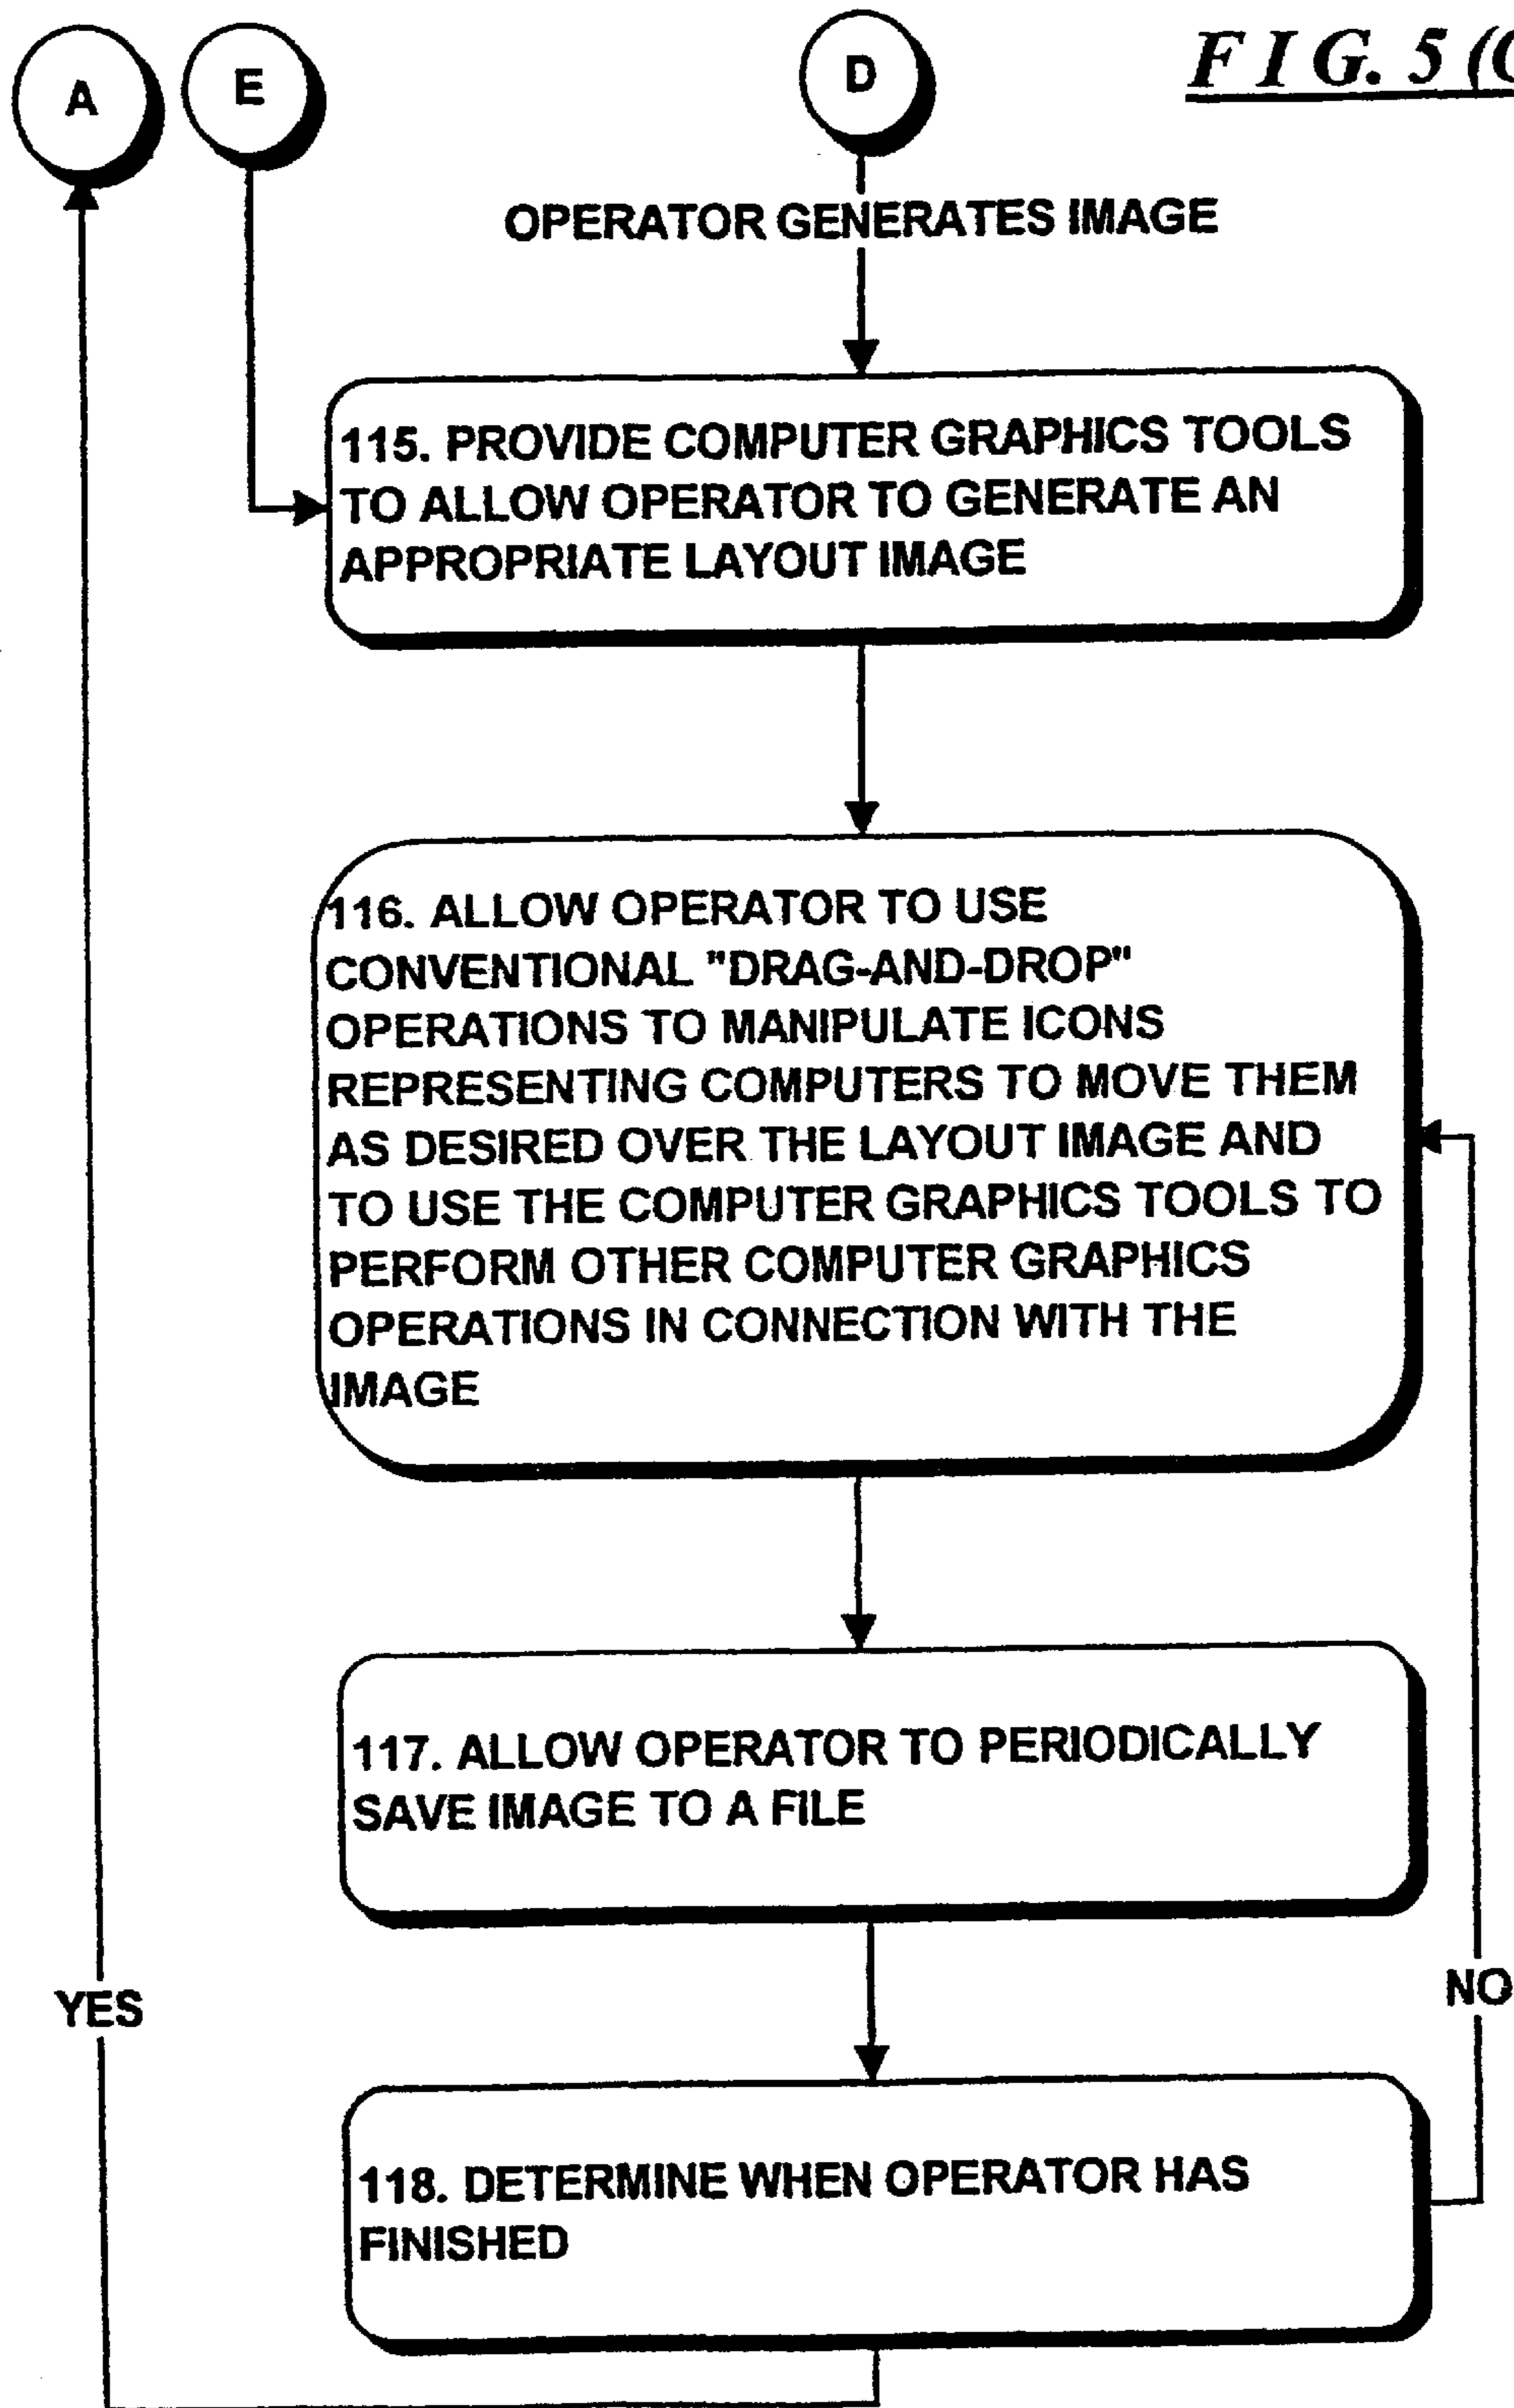 A
E
D
FIG. 5 (
OPERATOR GENERATES IMAGE
115. PROVIDE COMPUTER GRAPHICS TOOLS
TO ALLOW OPERATOR TO GENERATE AN
APPROPRIATE LAYOUT IMAGE
116. ALLOW OPERATOR TO USE
CONVENTIONAL "DRAG-AND-DROP"
OPERATIONS TO MANIPULATE ICONS
REPRESENTING COMPUTERS TO MOVE THEM
AS DESIRED OVER THE LAYOUT IMAGE AND
TO USE THE COMPUTER GRAPHICS TOOLS TO
PERFORM OTHER COMPUTER GRAPHICS
OPERATIONS IN CONNECTION WITH THE
IMAGE
117. ALLOW OPERATOR TO PERIODICALLY
SAVE IMAGE TO A FILE
YES
NO
118. DETERMINE WHEN OPERATOR HAS
FINISHED